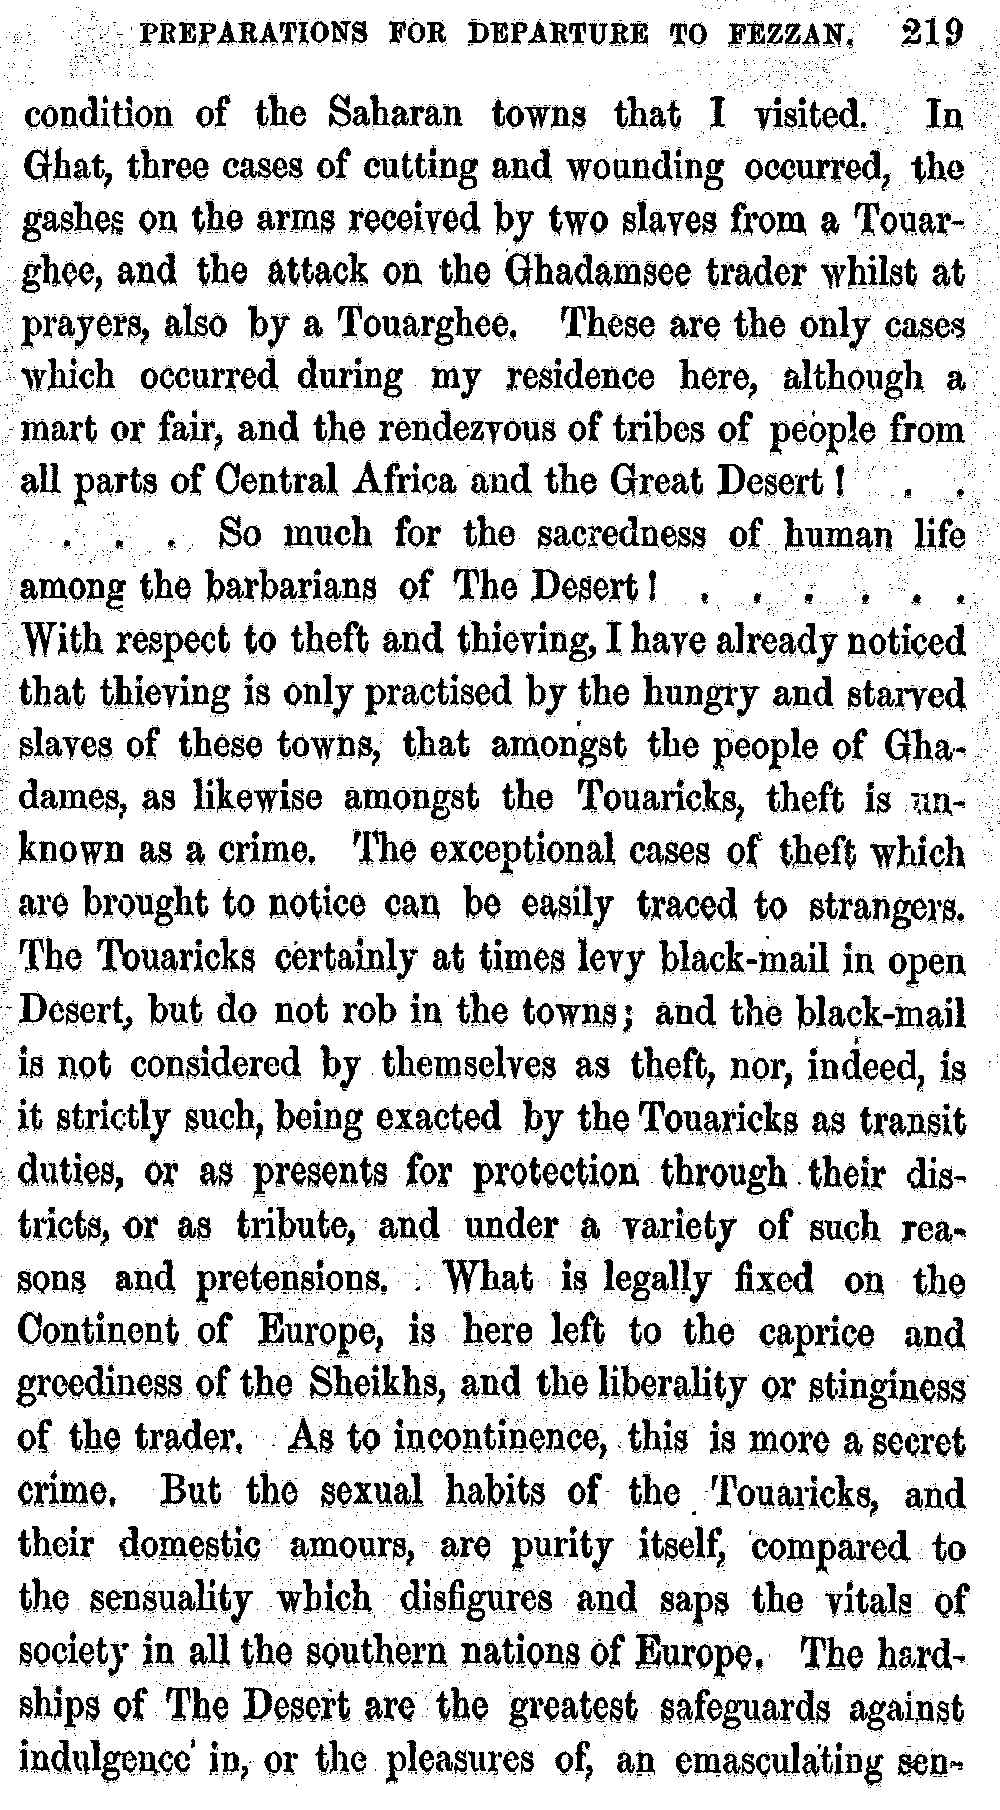 PREPARATIONS FOR DEPARTURE TO FEZZAN. 219
condition of the Saharan towns that I visited. In
Ghat, three cases of cutting and wounding occurred, the
gashes on the arms received by two slaves from a Touar-
ghee, and the attack on the Ghadamsee trader whilst at
prayers, also by a Touarghee. These are the only cases
which occurred during my residence here, although a
mart or fair, and the rendezvous of tribes of people from
all parts of Central Africa and the Great Desert! . .
. . . So much for the sacredness of human life
among the barbarians of The Desert! . . . . . .
With respect to theft and thieving, I have already noticed
that thieving is only practised by the hungry and starved
slaves of these towns, that amongst the people of Gha-
dames, as likewise amongst the Touaricks, theft is un-
known as a crime. The exceptional cases of theft which
are brought to notice can be easily traced to strangers.
The Touaricks certainly at times levy black-mail in open
Desert, but do not rob in the towns; and the black-mail
is not considered by themselves as theft, nor, indeed, is
it strictly such, being exacted by the Touaricks as transit
duties, or as presents for protection through their dis-
tricts, or as tribute, and under a variety of such rea-
sons and pretensions. What is legally fixed on the
Continent of Europe, is here left to the caprice and
greediness of the Sheikhs, and the liberality or stinginess
of the trader. As to incontinence, this is more a secret
crime. But the sexual habits of the Touaricks, and
their domestic amours, are purity itself, compared to
the sensuality which disfigures and saps the vitals of
society in all the southern nations of Europe. The hard-
ships of The Desert are the greatest safeguards against
indulgence in, or the pleasures of, an emasculating sen-